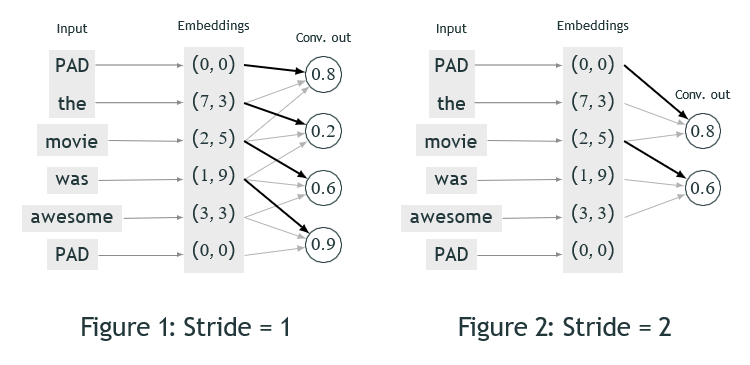 Input Embeddings Conv. out
PAD (0, 0) 0.8
the (7, 3)
movie (2, 5) 0.2
was (1, 9) 0.6
awesome (3, 3)
PAD (0, 0) 0.9
Figure 1: Stride = 1
Input Embeddings
PAD (0, 0) Conv. out
the (7, 3) 0.8
movie (2, 5)
was (1, 9) 0.6
awesome (3, 3)
PAD (0, 0)
Figure 2: Stride = 2